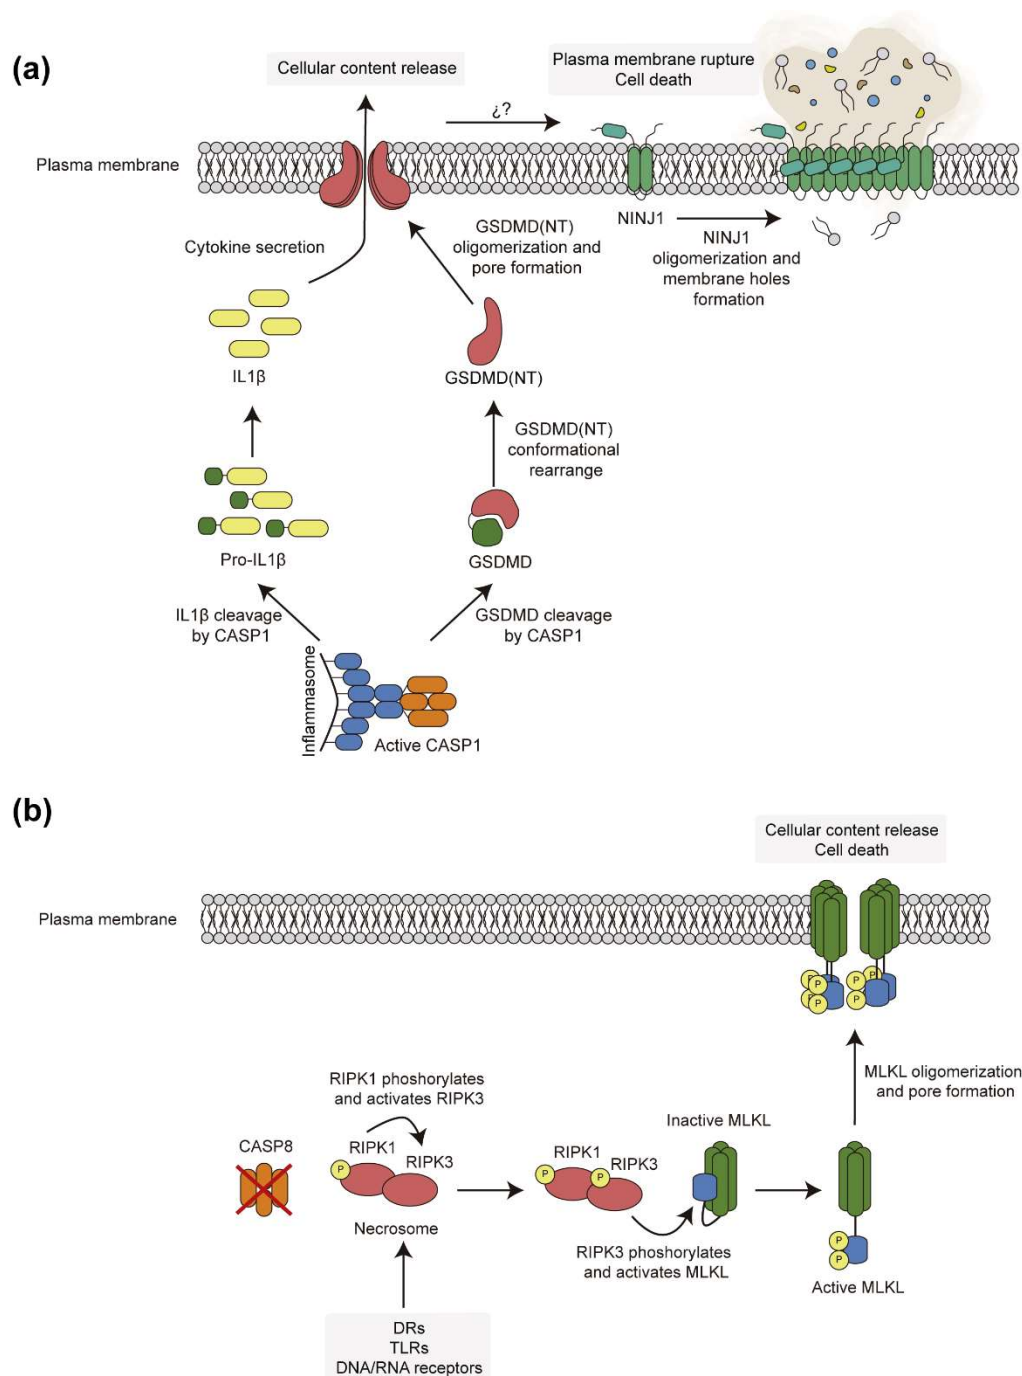 (a)
Cellular content release
Plasma membrane rupture
Cell death
¿?
Plasma membrane
NINJ1
NINJ1
oligomerization and
membrane holes
formation
Cytokine secretion
GSDMD(NT)
oligomerization and
pore formation
IL1β
GSDMD(NT)
GSDMD(NT)
conformational
rearrange
Pro-IL1β
GSDMD
IL1β cleavage
by CASP1
GSDMD cleavage
by CASP1
Inflammasome
Active CASP1
(b)
Cellular content release
Cell death
Plasma membrane
P
P
P
P
P
P
P
MLKL oligomerization
and pore formation
RIPK1 phoshorylates
and activates RIPK3
Inactive MLKL
CASP8
RIPK1
RIPK3
P
Necrosome
RIPK1
RIPK3
P
P
RIPK3 phoshorylates
and activates MLKL
P
P
Active MLKL
DRs
TLRs
DNA/RNA receptors